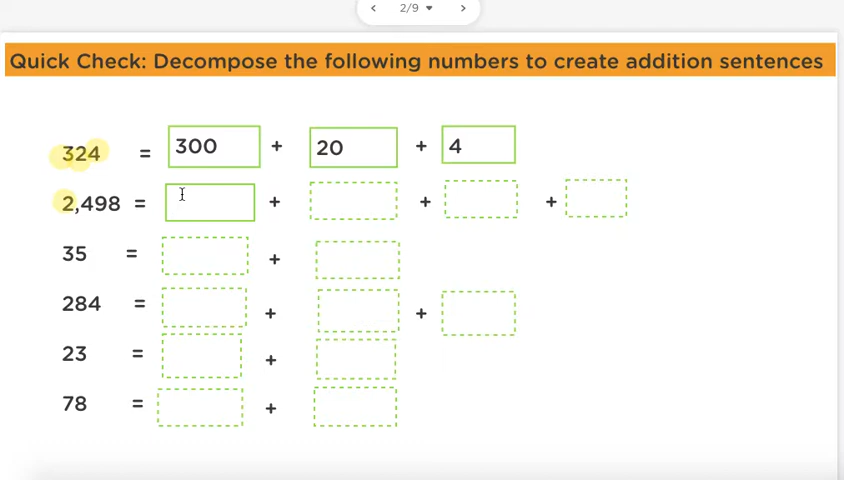 2/9
Quick Check: Decompose the following numbers to create addition sentences
324 = 300 + 20 + 4
2,498 = + + +
35 = +
284 = + +
23 = +
78 = +